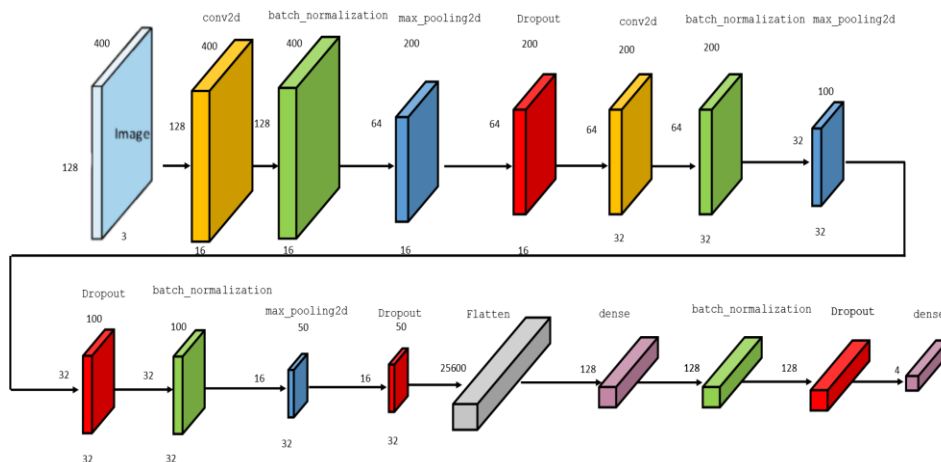 conv2d batch_normalization max_pooling2d Dropout conv2d batch_normalization max_pooling2d
400 400 400 200 200 200 200
100
128 128 128 64 64 64 64 32
Image
3 16 16 16 16 32 32 32
Dropout batch_normalization max_pooling2d Dropout Flatten dense batch_normalization Dropout dense
100 100 50 50
32 32 16 16 25600 128 128 128 4
32 32 32 32